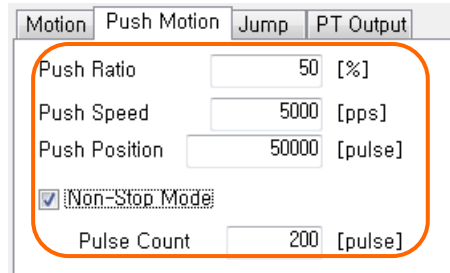 Motion Push Motion Jump PT Output
Push Ratio 50 [%]
Push Speed 5000 [pps]
Push Position 50000 [pulse]
Non-Stop Mode
Pulse Count 200 [pulse]